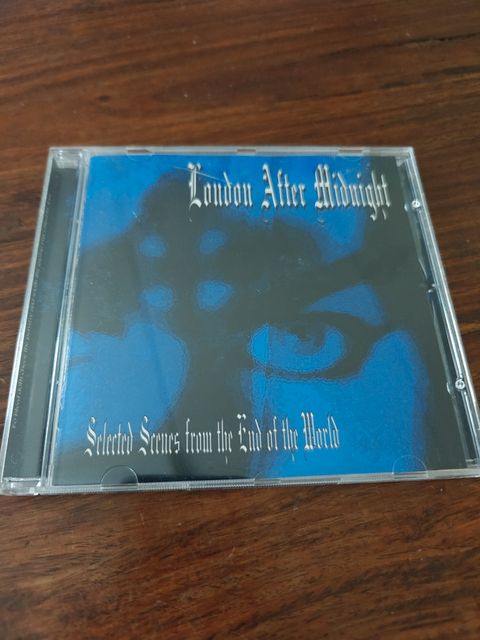 London After Midnight
Selected Scenes from the End of the World